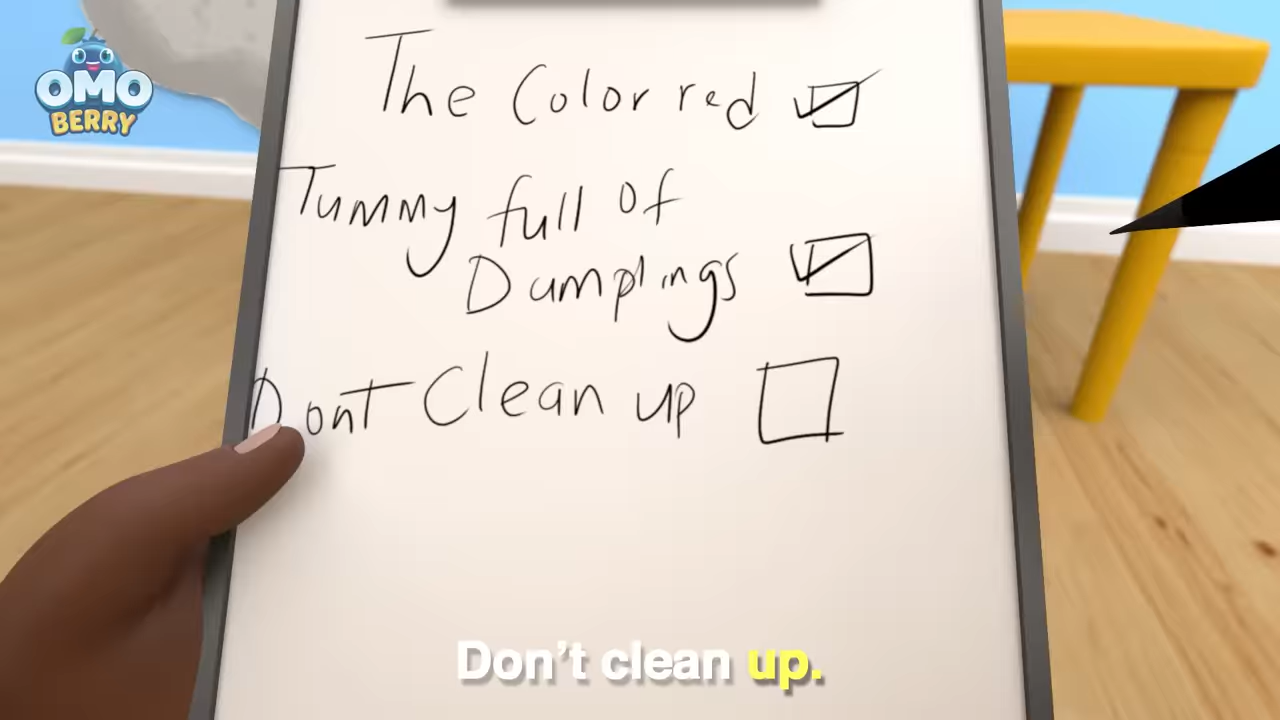 OMO
BERRY
The Color red
Tummy full of
Dumplings
Dont Clean up
Don't clean up.